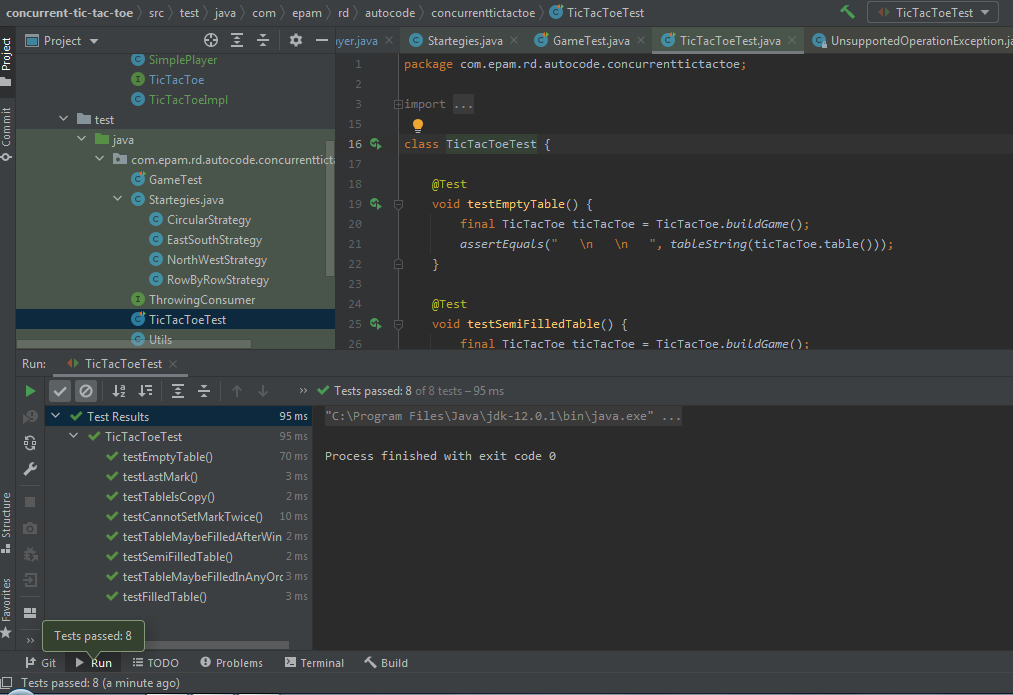 concurrent-tic-tac-toe src test java com epam rd autocode concurrenttictactoe TicTacToeTest TicTacToeTest
Project
Commit
Structure
Favorites
Project
yer.java Startegies.java GameTest.java TicTacToeTest.java UnsupportedOperationException.ja
SimplePlayer
TicTacToe
TicTacToeImpl
test
java
com.epam.rd.autocode.concurrenttictа
GameTest
Startegies.java
CircularStrategy
EastSouthStrategy
NorthWestStrategy
RowByRowStrategy
ThrowingConsumer
TicTacToeTest
Utils
1 package com.epam.rd.autocode.concurrenttictactoe;
2
3 import ...
15
16 class TicTacToeTest {
17
18 @Test
19 void testEmptyTable() {
20 final TicTacToe ticTacToe = TicTacToe.buildGame();
21 assertEquals("   \n   \n   ", tableString(ticTacToe.table()));
22 }
23
24 @Test
25 void testSemiFilledTable() {
26 final TicTacToe ticTacToe = TicTacToe.buildGame();
Run: TicTacToeTest
Tests passed: 8 of 8 tests – 95 ms
Test Results 95 ms
TicTacToeTest 95 ms
testEmptyTable() 70 ms
testLastMark() 3 ms
testTableIsCopy() 2 ms
testCannotSetMarkTwice() 10 ms
testTableMaybeFilledAfterWin 2 ms
testSemiFilledTable() 2 ms
testTableMaybeFilledInAnyOrc 3 ms
testFilledTable() 3 ms
"C:\Program Files\Java\jdk-12.0.1\bin\java.exe" ...
Process finished with exit code 0
Tests passed: 8
Git Run TODO Problems Terminal Build
Tests passed: 8 (a minute ago)